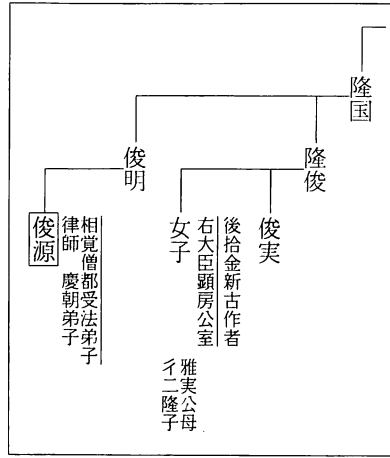 隆国
隆俊
俊実
後拾金新古作者
右大臣顕房公室
女子
雅実公母
彳二隆子
俊明
相覚僧都受法弟子
律師 慶朝弟子
俊源